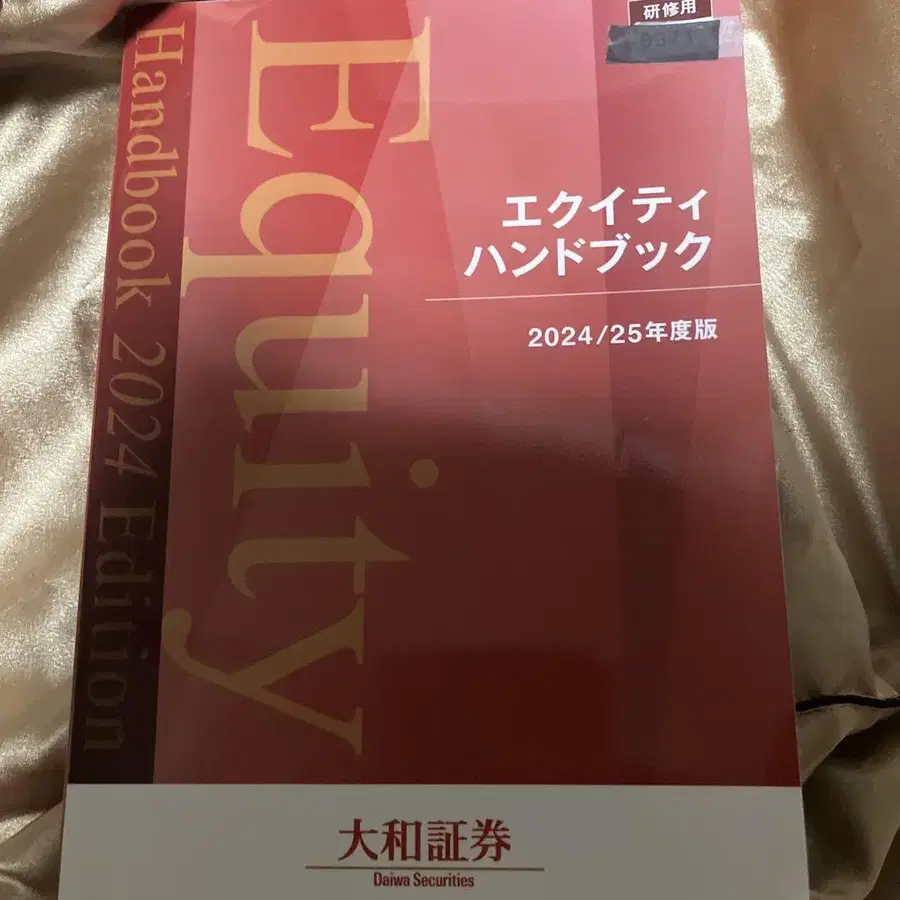 研修用
エクイティ
ハンドブック
2024/25年度版
Equity
Handbook 2024 Edition
大和証券
Daiwa Securities